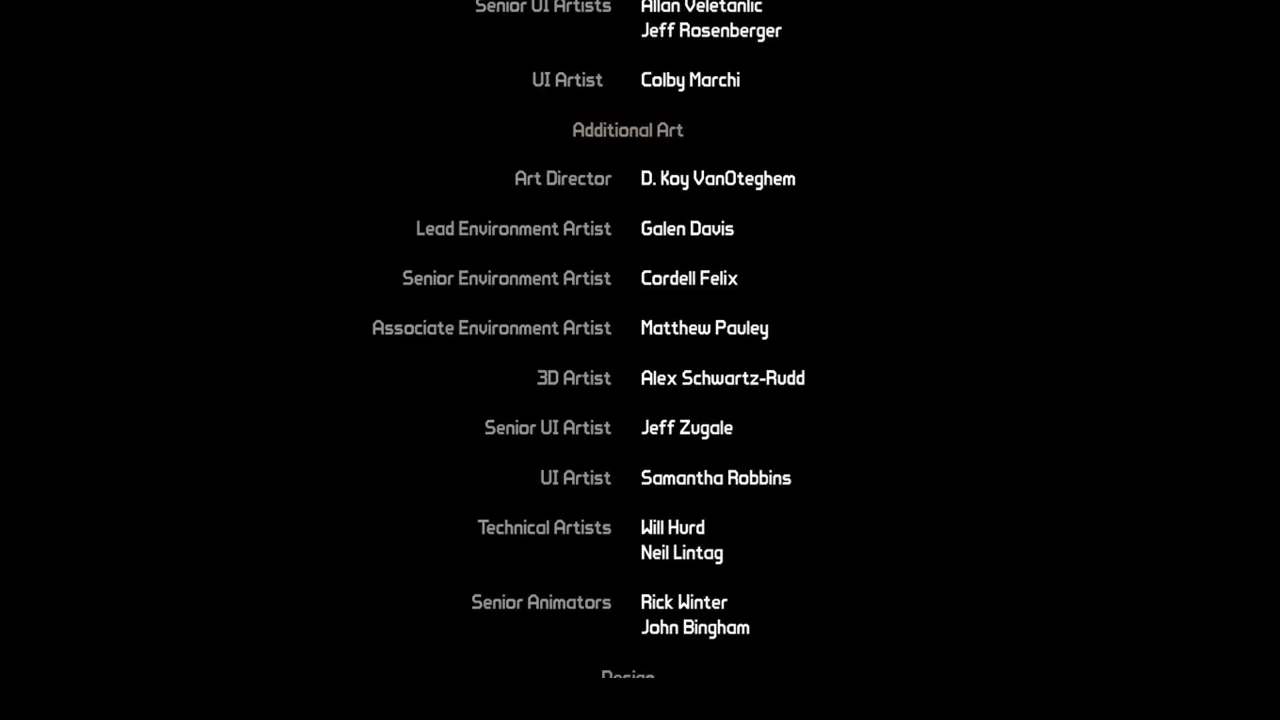 Senior UI Artists Allan Veletanlic
Jeff Rosenberger
UI Artist Colby Marchi
Additional Art
Art Director D. Koy VanOteghem
Lead Environment Artist Galen Davis
Senior Environment Artist Cordell Felix
Associate Environment Artist Matthew Pauley
3D Artist Alex Schwartz-Rudd
Senior UI Artist Jeff Zugale
UI Artist Samantha Robbins
Technical Artists Will Hurd
Neil Lintag
Senior Animators Rick Winter
John Bingham
Design